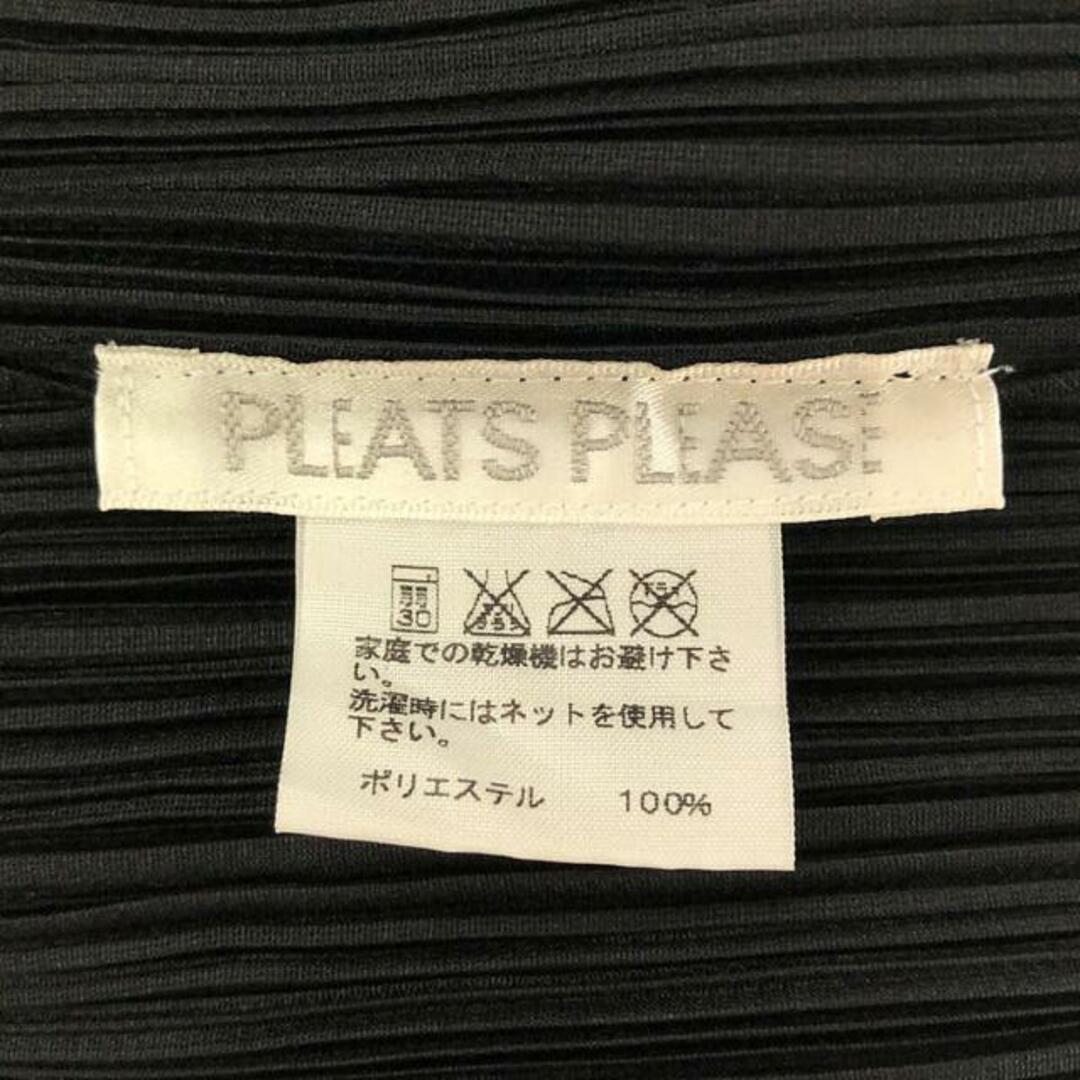 PLEATS PLEASE
弱
30
家庭での乾燥機はお避け下さ
い。
洗濯時にはネットを使用して
下さい。
ポリエステル 100%